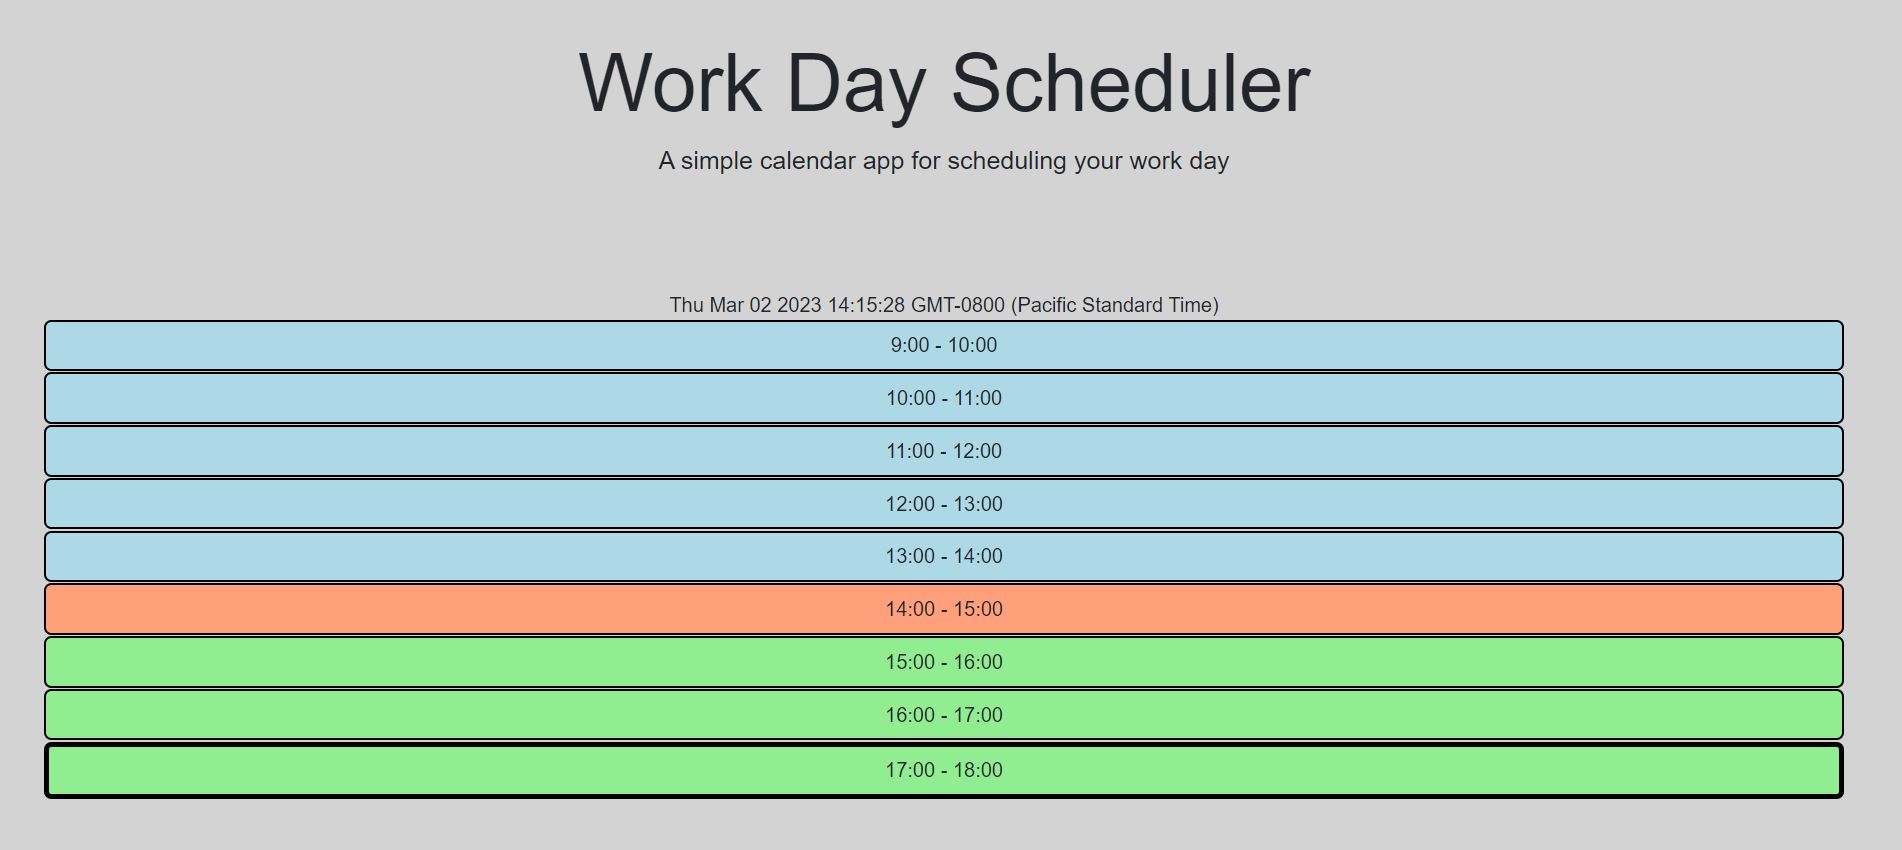 Work Day Scheduler
A simple calendar app for scheduling your work day
Thu Mar 02 2023 14:15:28 GMT-0800 (Pacific Standard Time)
9:00 - 10:00
10:00 - 11:00
11:00 - 12:00
12:00 - 13:00
13:00 - 14:00
14:00 - 15:00
15:00 - 16:00
16:00 - 17:00
17:00 - 18:00